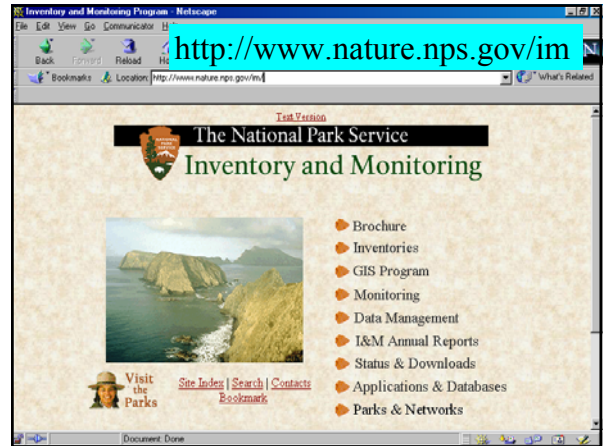 Inventory and Monitoring Program - Netscape
File Edit View Go Communicator
http://www.nature.nps.gov/im
Back Forward Reload
Bookmarks Location: http://www.nature.nps.gov/im/ What's Related
Text Version
The National Park Service
Inventory and Monitoring
Brochure
Inventories
GIS Program
Monitoring
Data Management
I&M Annual Reports
Status & Downloads
Applications & Databases
Parks & Networks
Visit
the
Parks
Site Index | Search | Contacts
Bookmark
Document: Done